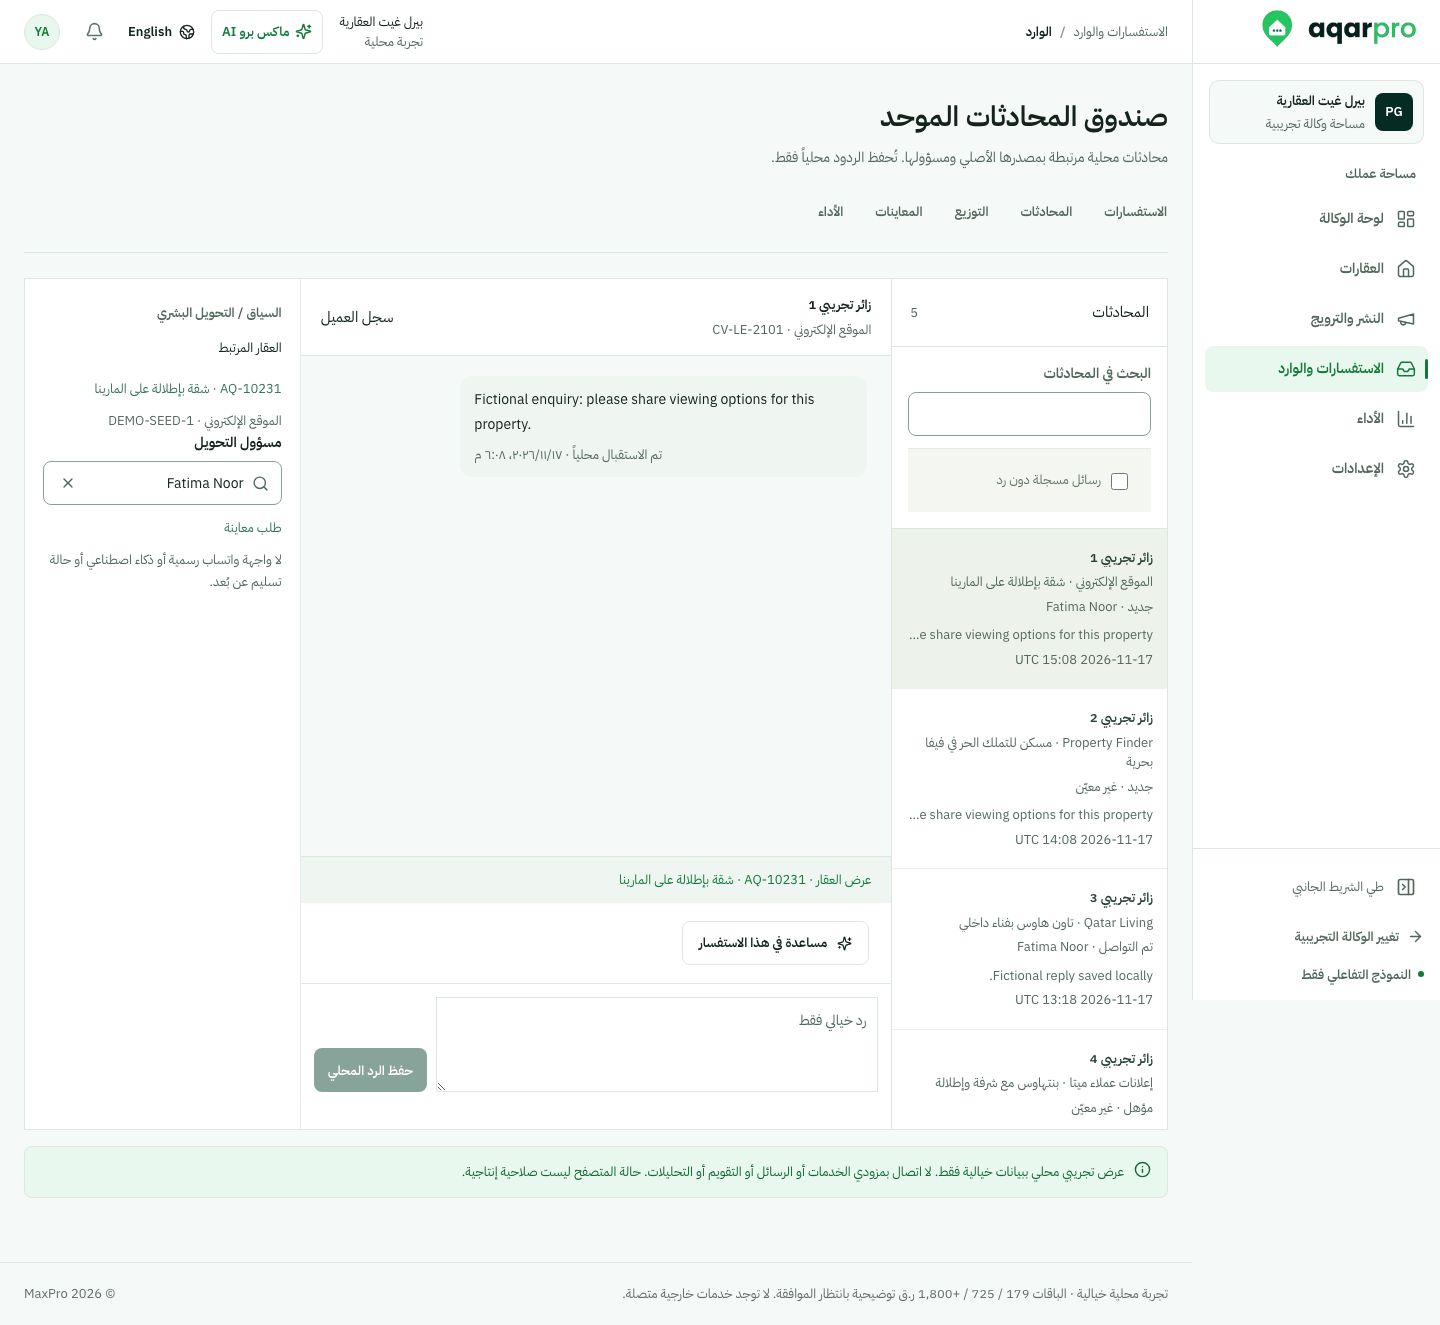 aqarpro
PG
بيرل غيت العقارية
مساحة وكالة تجريبية
مساحة عملك
لوحة الوكالة
العقارات
النشر والترويج
الاستفسارات والوارد
الأداء
الإعدادات
طي الشريط الجانبي
تغيير الوكالة التجريبية
النموذج التفاعلي فقط
الاستفسارات والوارد / الوارد
بيرل غيت العقارية
تجربة محلية
ماكس برو AI
English
YA
صندوق المحادثات الموحد
محادثات محلية مرتبطة بمصدرها الأصلي ومسؤولها. تُحفظ الردود محلياً فقط.
الاستفسارات
المحادثات
التوزيع
المعاينات
الأداء
المحادثات
5
البحث في المحادثات
رسائل مسجلة دون رد
زائر تجريبي 1
الموقع الإلكتروني · شقة بإطلالة على المارينا
جديد · Fatima Noor
...e share viewing options for this property
UTC 15:08 2026-11-17
زائر تجريبي 2
Property Finder · مسكن للتملك الحر في فيفا
بحرية
جديد · غير معيّن
...e share viewing options for this property
UTC 14:08 2026-11-17
زائر تجريبي 3
Qatar Living · تاون هاوس بفناء داخلي
تم التواصل · Fatima Noor
.Fictional reply saved locally
UTC 13:18 2026-11-17
زائر تجريبي 4
إعلانات عملاء ميتا · بنتهاوس مع شرفة وإطلالة
مؤهل · غير معيّن
زائر تجريبي 1
الموقع الإلكتروني · CV-LE-2101
سجل العميل
Fictional enquiry: please share viewing options for this
property.
تم الاستقبال محلياً · ١٧‏/١١‏/٢٠٢٦، ٦:٠٨ م
عرض العقار · AQ-10231 · شقة بإطلالة على المارينا
مساعدة في هذا الاستفسار
رد خيالي فقط
حفظ الرد المحلي
السياق / التحويل البشري
العقار المرتبط
AQ-10231 · شقة بإطلالة على المارينا
الموقع الإلكتروني · DEMO-SEED-1
مسؤول التحويل
Fatima Noor
طلب معاينة
لا واجهة واتساب رسمية أو ذكاء اصطناعي أو حالة
تسليم عن بُعد.
عرض تجريبي محلي ببيانات خيالية فقط. لا اتصال بمزودي الخدمات أو الرسائل أو التقويم أو التحليلات. حالة المتصفح ليست صلاحية إنتاجية.
تجربة محلية خيالية · الباقات 179 / 725 / +1,800 ر.ق توضيحية بانتظار الموافقة. لا توجد خدمات خارجية متصلة.
MaxPro 2026 ©